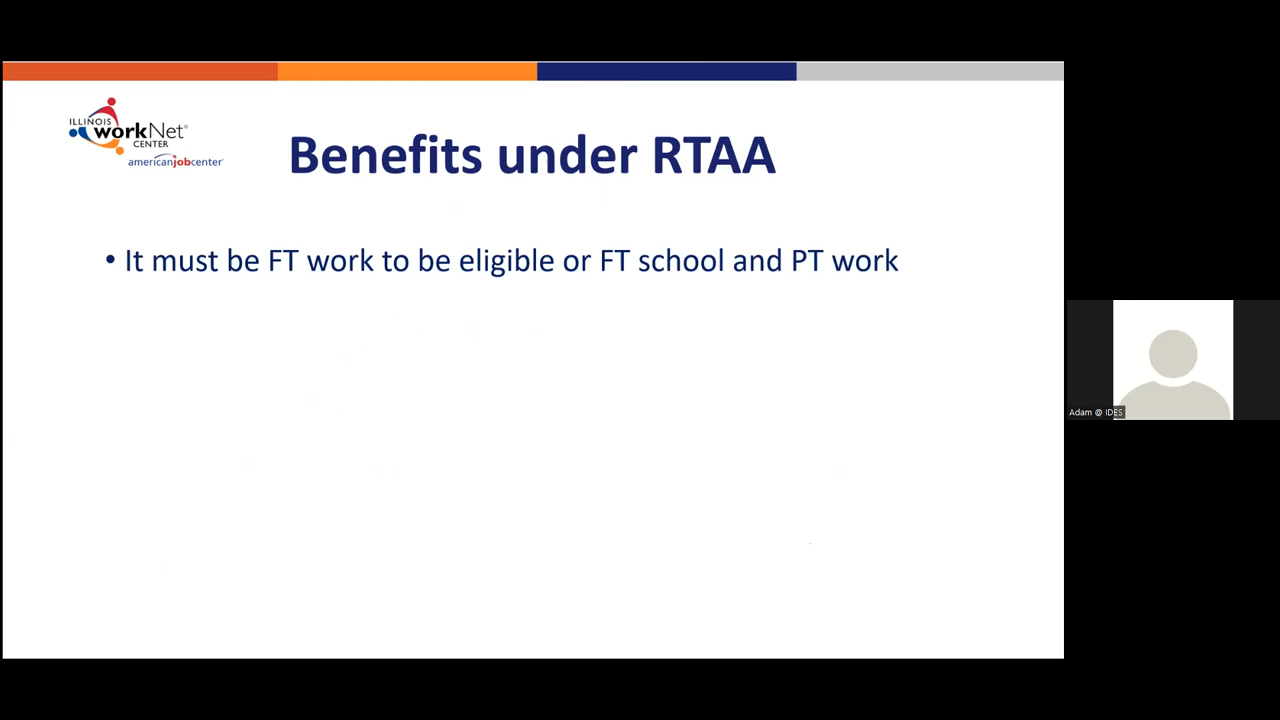 ILLINOIS
workNet®
CENTER
americanjobcenter
Benefits under RTAA
• It must be FT work to be eligible or FT school and PT work
Adam @ IDES